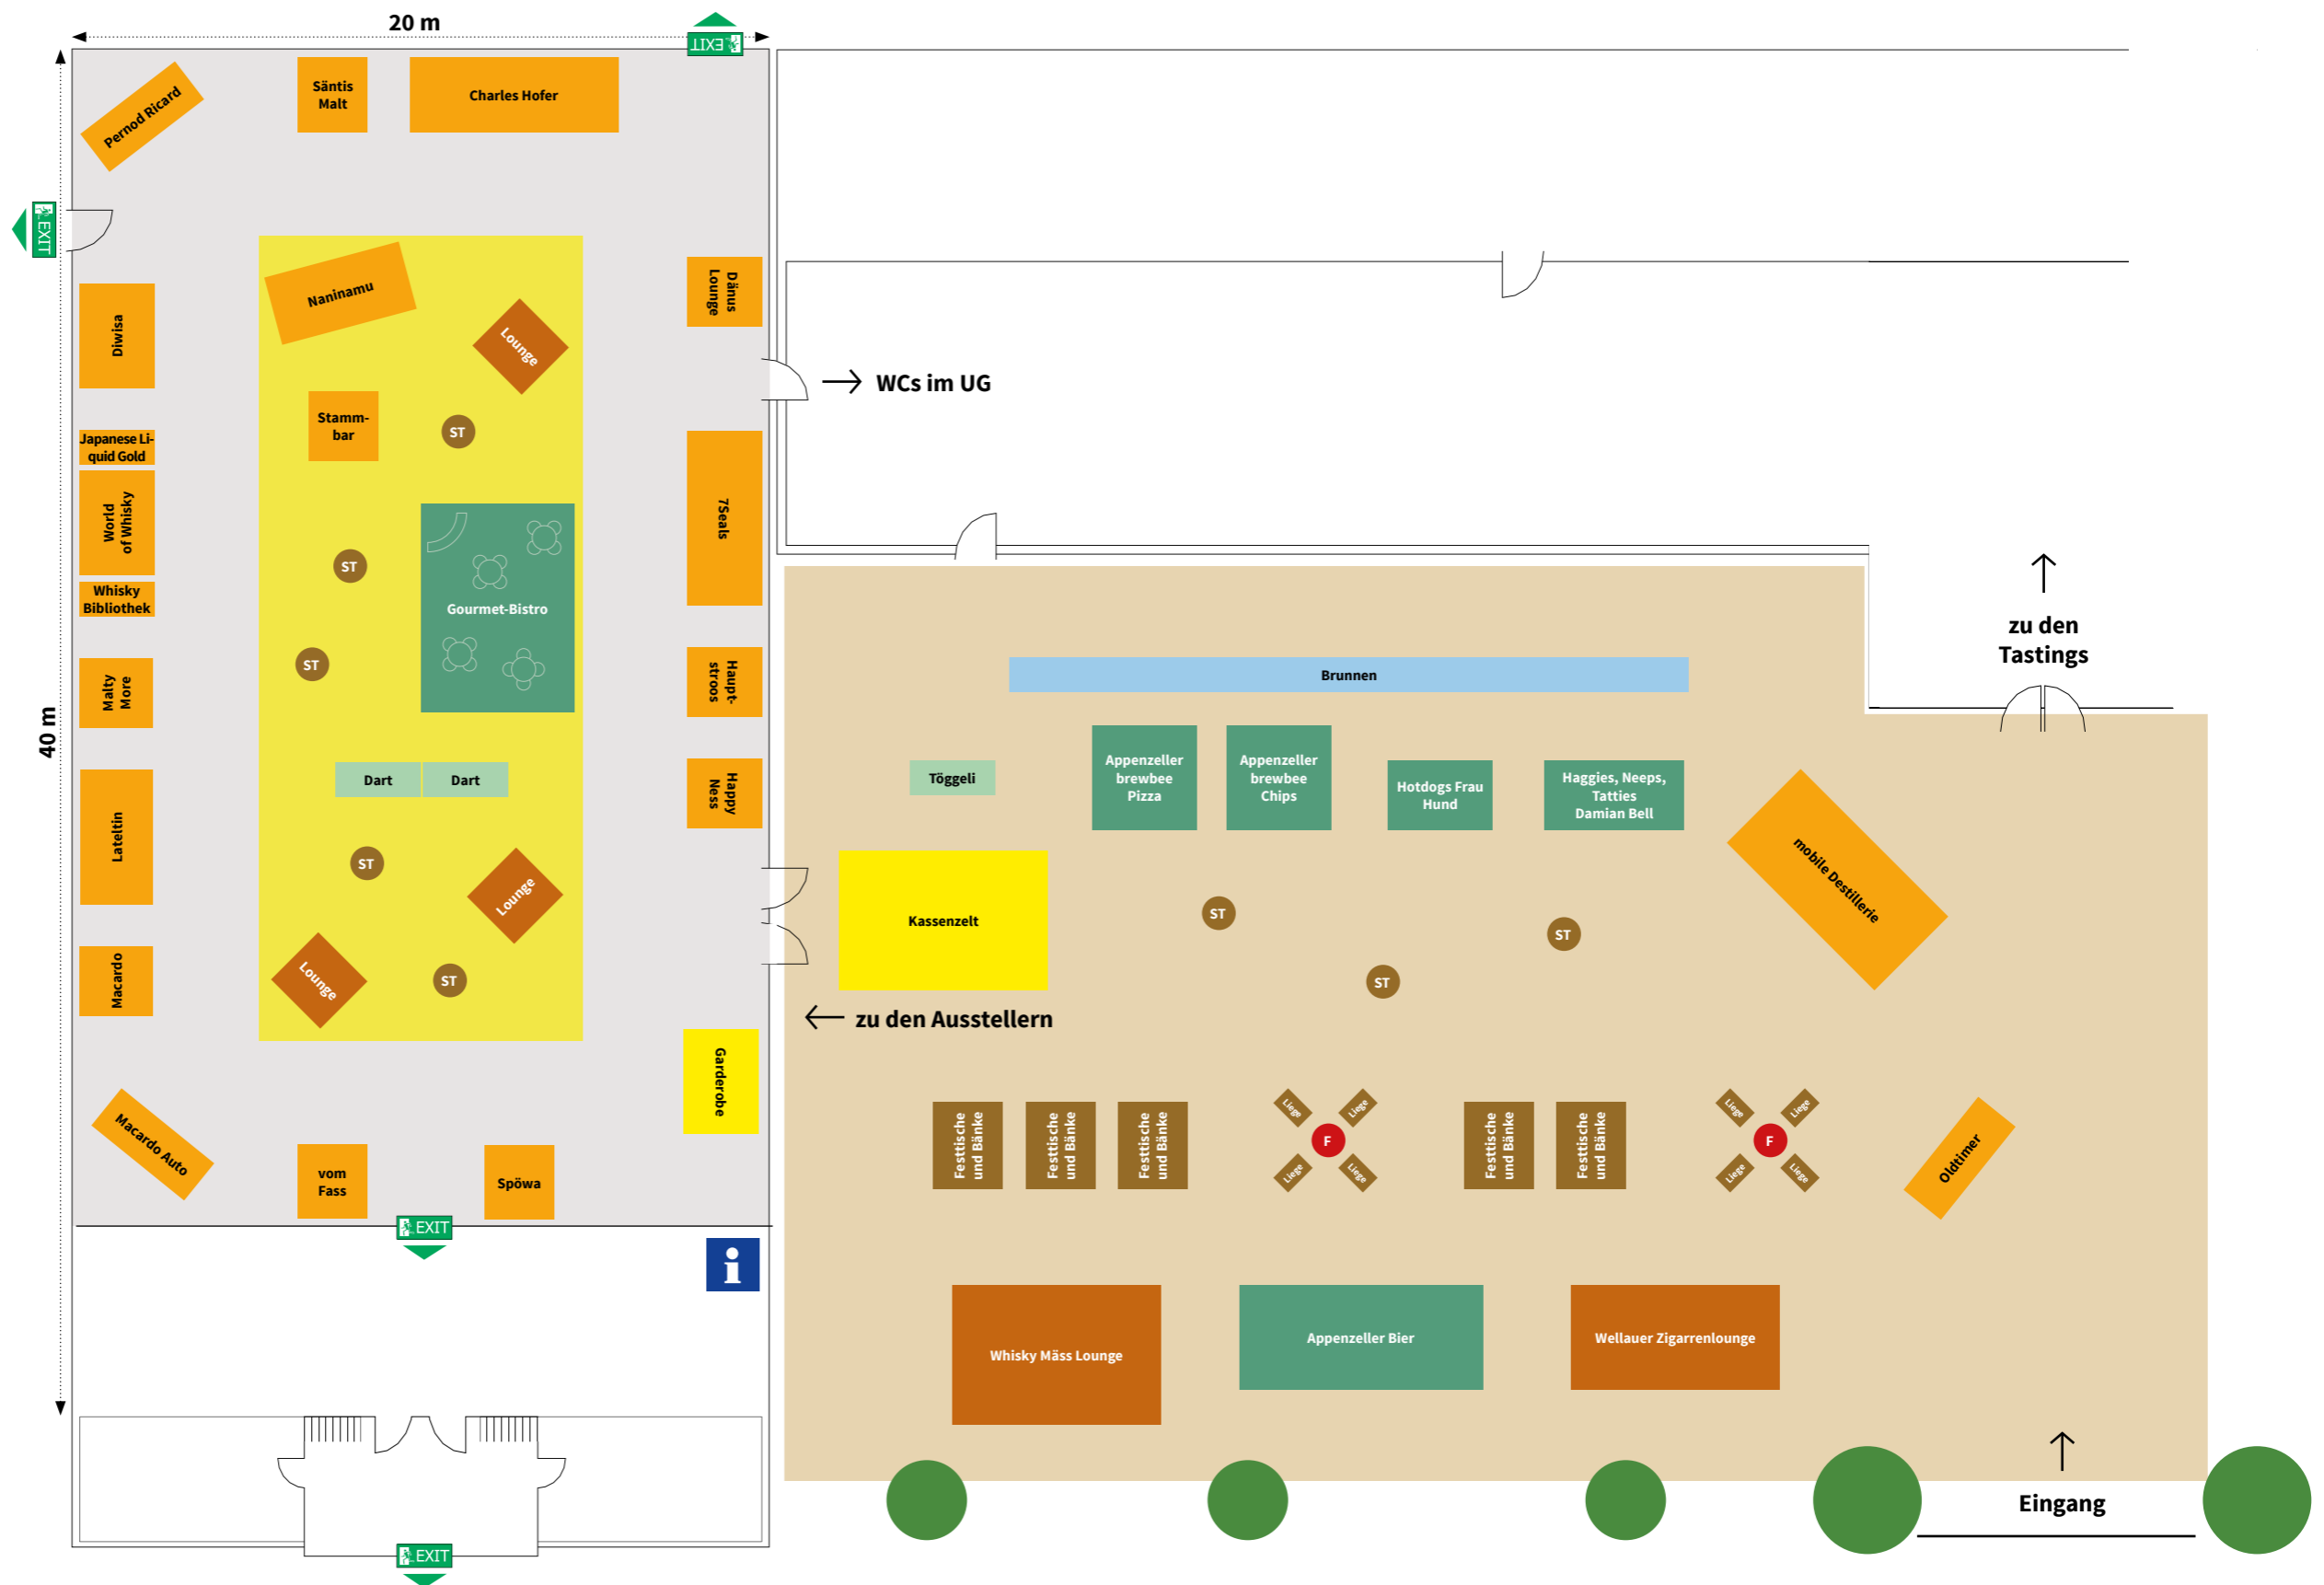 20 m
EXIT
Pernod Ricard
Säntis
Malt
Charles Hofer
EXIT
Naninamu
Lounge
Dänus
Lounge
Diwisa
WCs im UG
Stamm-
bar
ST
Japanese Li-
quid Gold
World
of Whisky
7Seals
ST
Whisky
Bibliothek
Gourmet-Bistro
ST
Malty
More
Haupt-
stroos
40 m
Dart
Dart
Happy
Ness
Lateltin
ST
Lounge
Macardo
Lounge
ST
Garderobe
Macardo Auto
vom
Fass
Spöwa
EXIT
i
EXIT
zu den
Tastings
Brunnen
Töggeli
Appenzeller
brewbee
Pizza
Appenzeller
brewbee
Chips
Hotdogs Frau
Hund
Haggies, Neeps,
Tatties
Damian Bell
mobile Destillerie
Kassenzelt
ST
ST
ST
zu den Ausstellern
Festtische
und Bänke
Festtische
und Bänke
Festtische
und Bänke
Liege
Liege
F
Liege
Liege
Festtische
und Bänke
Festtische
und Bänke
Liege
Liege
F
Liege
Liege
Oldtimer
Whisky Mäss Lounge
Appenzeller Bier
Wellauer Zigarrenlounge
Eingang